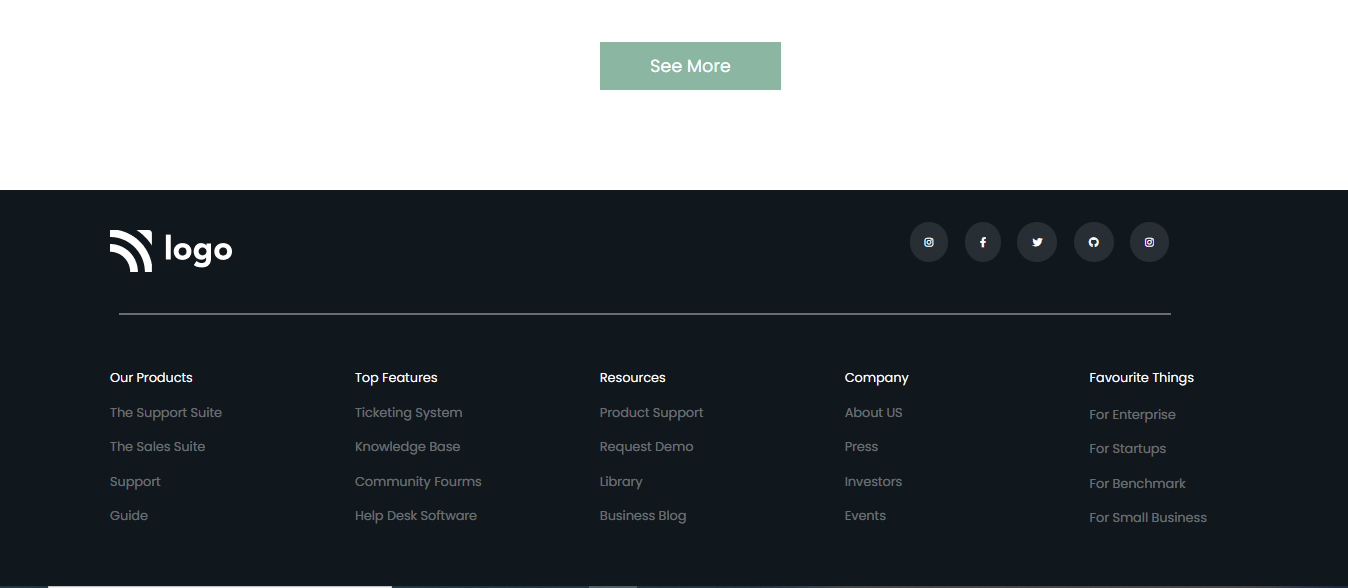 See More
logo
Our Products
The Support Suite
The Sales Suite
Support
Guide
Top Features
Ticketing System
Knowledge Base
Community Fourms
Help Desk Software
Resources
Product Support
Request Demo
Library
Business Blog
Company
About US
Press
Investors
Events
Favourite Things
For Enterprise
For Startups
For Benchmark
For Small Business